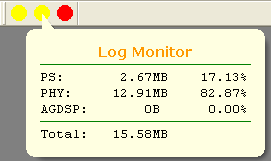 Log Monitor
PS: 2.67MB 17.13%
PHY: 12.91MB 82.87%
AGDSP: 0B 0.00%
Total: 15.58MB